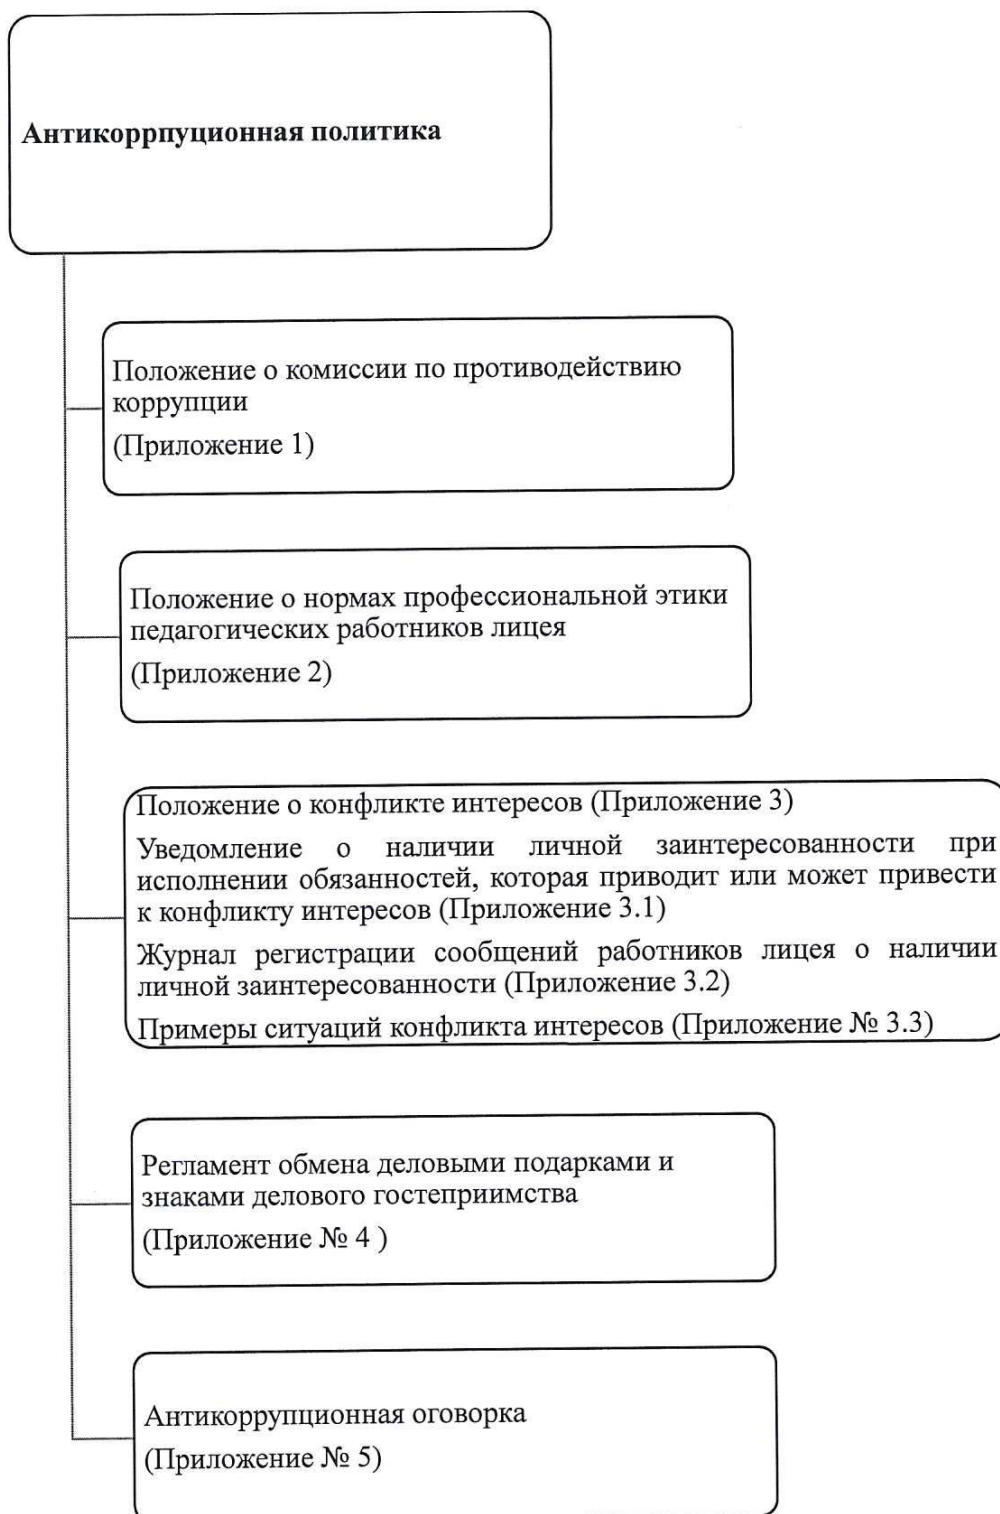 Антикоррпуционная политика
Положение о комиссии по противодействию
коррупции
(Приложение 1)
Положение о нормах профессиональной этики
педагогических работников лицея
(Приложение 2)
Положение о конфликте интересов (Приложение 3)
Уведомление о наличии личной заинтересованности при
исполнении обязанностей, которая приводит или может привести
к конфликту интересов (Приложение 3.1)
Журнал регистрации сообщений работников лицея о наличии
личной заинтересованности (Приложение 3.2)
Примеры ситуаций конфликта интересов (Приложение № 3.3)
Регламент обмена деловыми подарками и
знаками делового гостеприимства
(Приложение № 4 )
Антикоррупционная оговорка
(Приложение № 5)